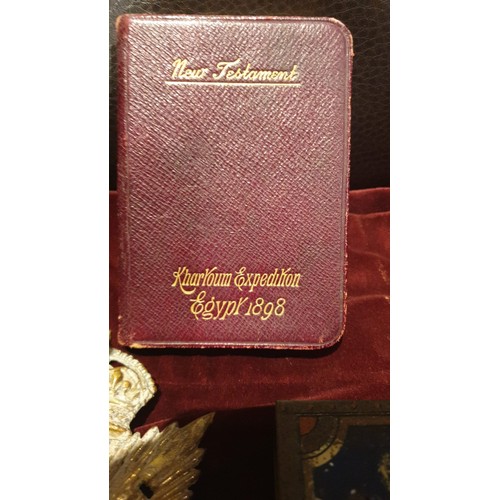 New Testament
Khartoum Expedition
Egypt 1898